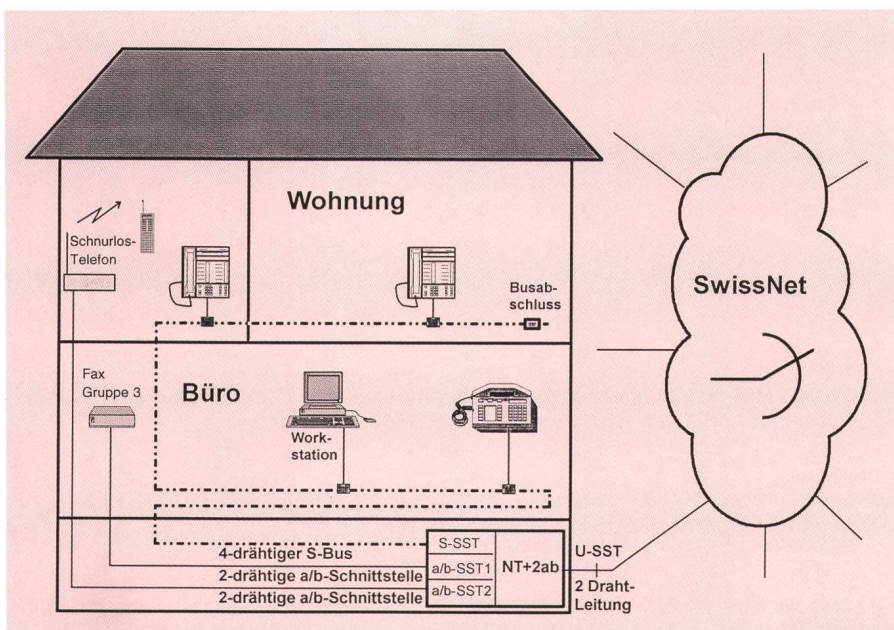 Wohnung
Schnurlos-
Telefon
Busab-
schluss
SwissNet
Fax
Gruppe 3
Büro
Work-
station
S-SST
4-drähtiger S-Bus
a/b-SST1
2-drähtige a/b-Schnittstelle
a/b-SST2
2-drähtige a/b-Schnittstelle
NT+2ab
U-SST
2 Draht-
Leitung